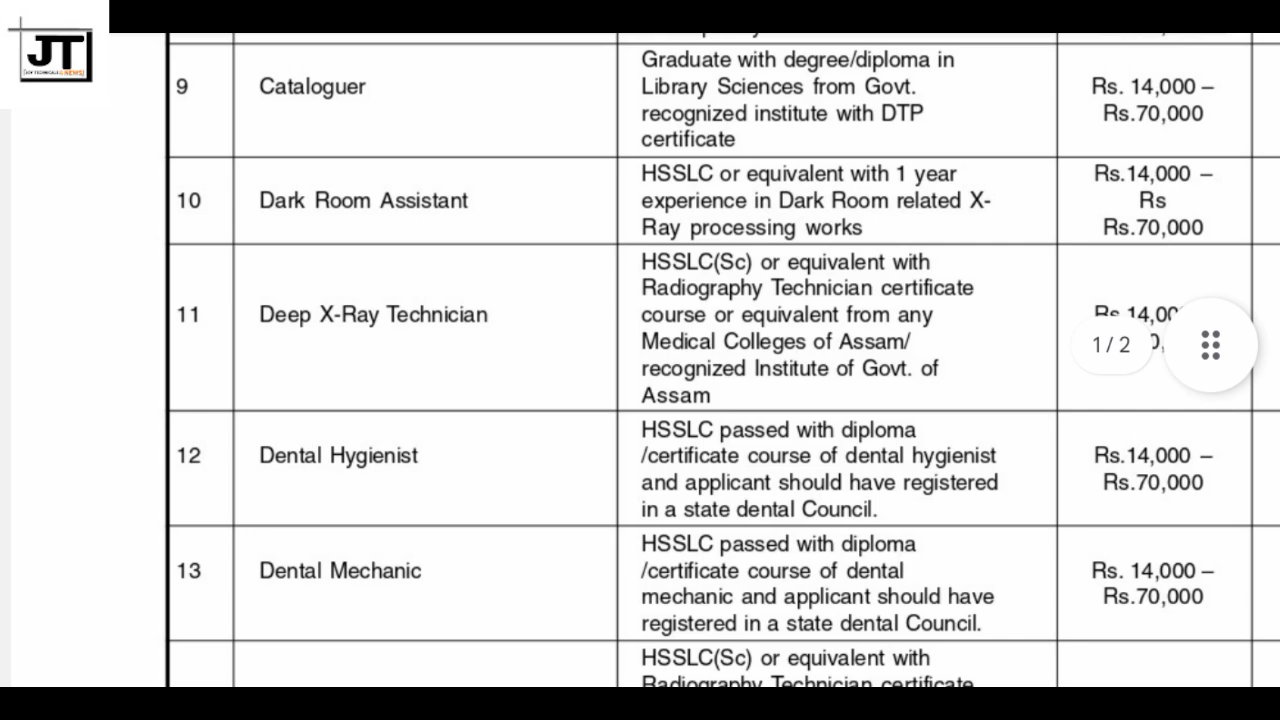 JT
9
Cataloguer
Graduate with degree/diploma in
Library Sciences from Govt.
recognized institute with DTP
certificate
Rs. 14,000 –
Rs.70,000
10
Dark Room Assistant
HSSLC or equivalent with 1 year
experience in Dark Room related X-
Ray processing works
Rs.14,000 –
Rs
Rs.70,000
11
Deep X-Ray Technician
HSSLC(Sc) or equivalent with
Radiography Technician certificate
course or equivalent from any
Medical Colleges of Assam/
recognized Institute of Govt. of
Assam
1 / 2
12
Dental Hygienist
HSSLC passed with diploma
/certificate course of dental hygienist
and applicant should have registered
in a state dental Council.
Rs.14,000 –
Rs.70,000
13
Dental Mechanic
HSSLC passed with diploma
/certificate course of dental
mechanic and applicant should have
registered in a state dental Council.
Rs. 14,000 –
Rs.70,000
HSSLC(Sc) or equivalent with
Radiography Technician certificate